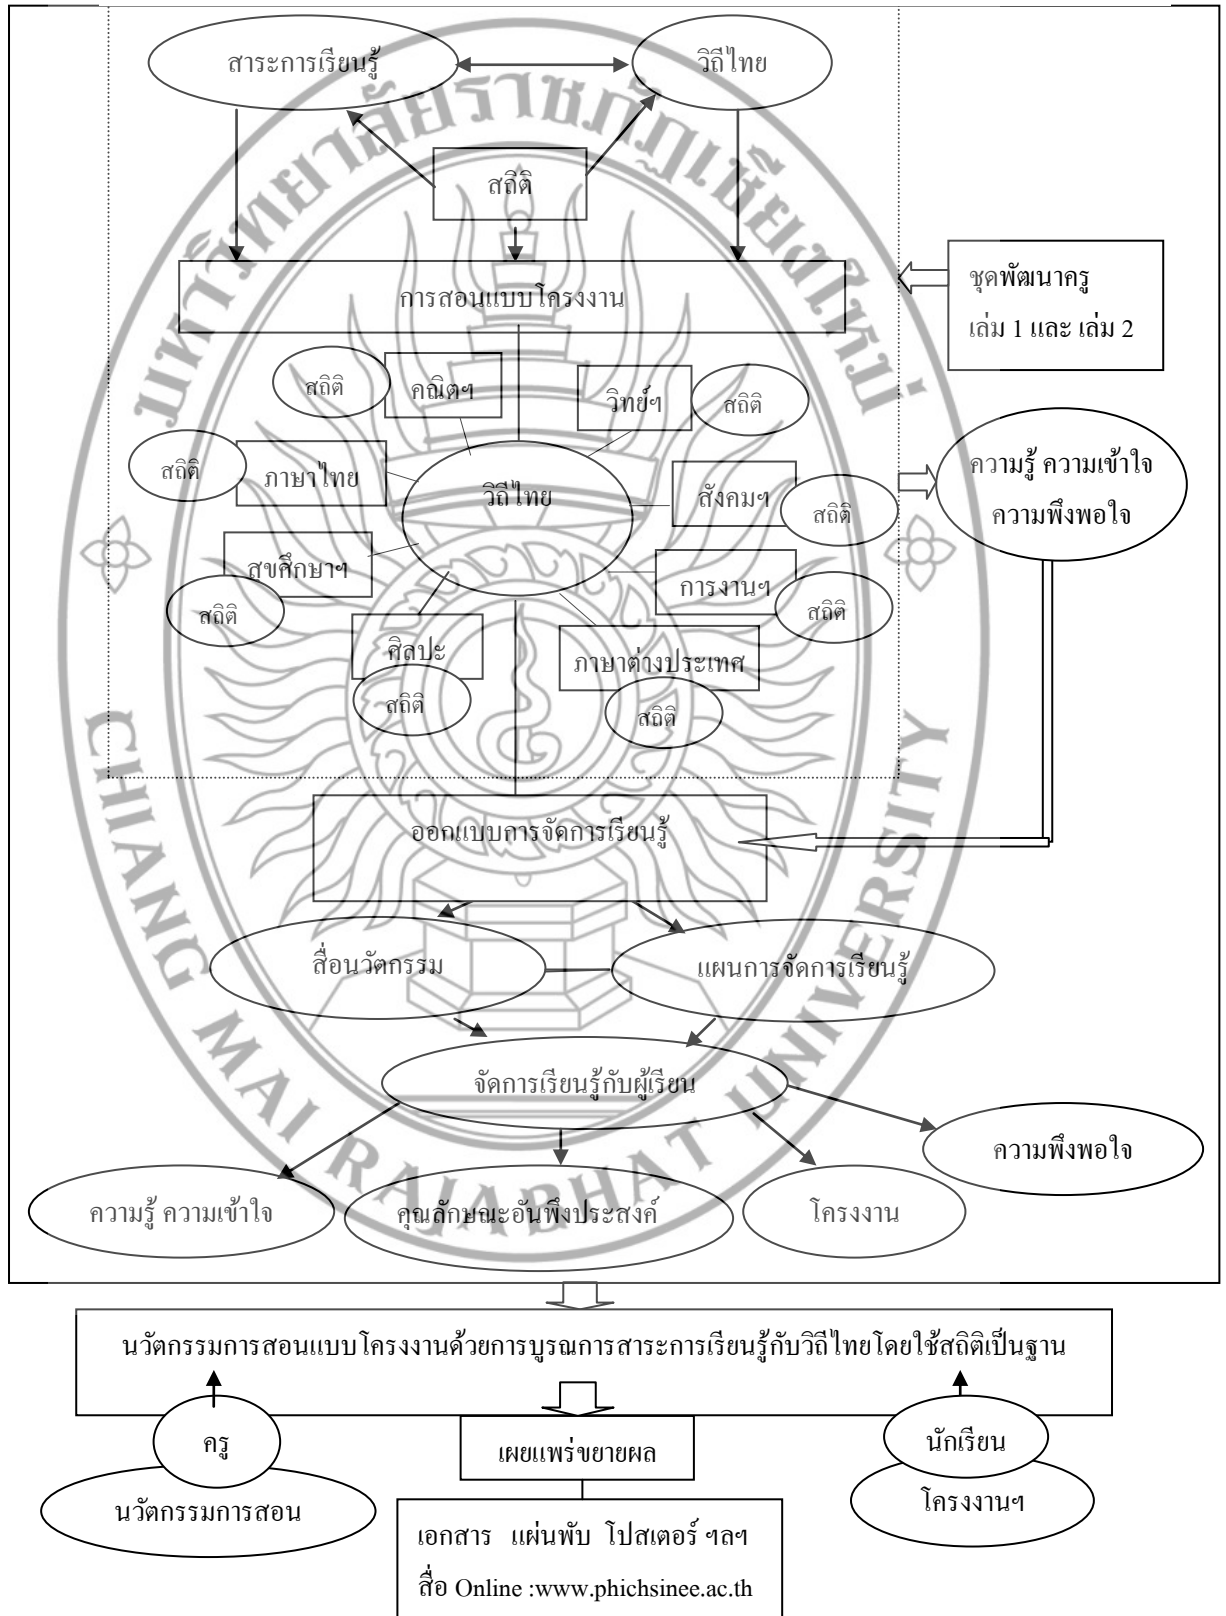 สาระการเรียนรู้
วิถีไทย
สถิติ
การสอนแบบโครงงาน
ชุดพัฒนาครู
เล่ม 1 และ เล่ม 2
สถิติ
คณิตฯ
วิทย์ฯ
สถิติ
สถิติ
ภาษาไทย
วิถีไทย
สังคมฯ
สถิติ
ความรู้ ความเข้าใจ
ความพึงพอใจ
สขศึกษาฯ
สถิติ
การงานฯ
สถิติ
ศิลปะ
สถิติ
ภาษาต่างประเทศ
สถิติ
ออกแบบการจัดการเรียนรู้
สื่อนวัตกรรม
แผนการจัดการเรียนรู้
จัดการเรียนรู้กับผู้เรียน
ความพึงพอใจ
ความรู้ ความเข้าใจ
คุณลักษณะอันพึงประสงค์
โครงงาน
นวัตกรรมการสอนแบบโครงงานด้วยการบูรณการสาระการเรียนรู้กับวิถีไทยโดยใช้สถิติเป็นฐาน
ครู
นวัตกรรมการสอน
เผยแพร่ขยายผล
นักเรียน
โครงงานฯ
เอกสาร แผ่นพับ โปสเตอร์ ฯลฯ
สื่อ Online :www.phichsinee.ac.th
มหาวิทยาลัยราชภัฏเชียงใหม่
CHIANG MAI RAJABHAT UNIVERSITY